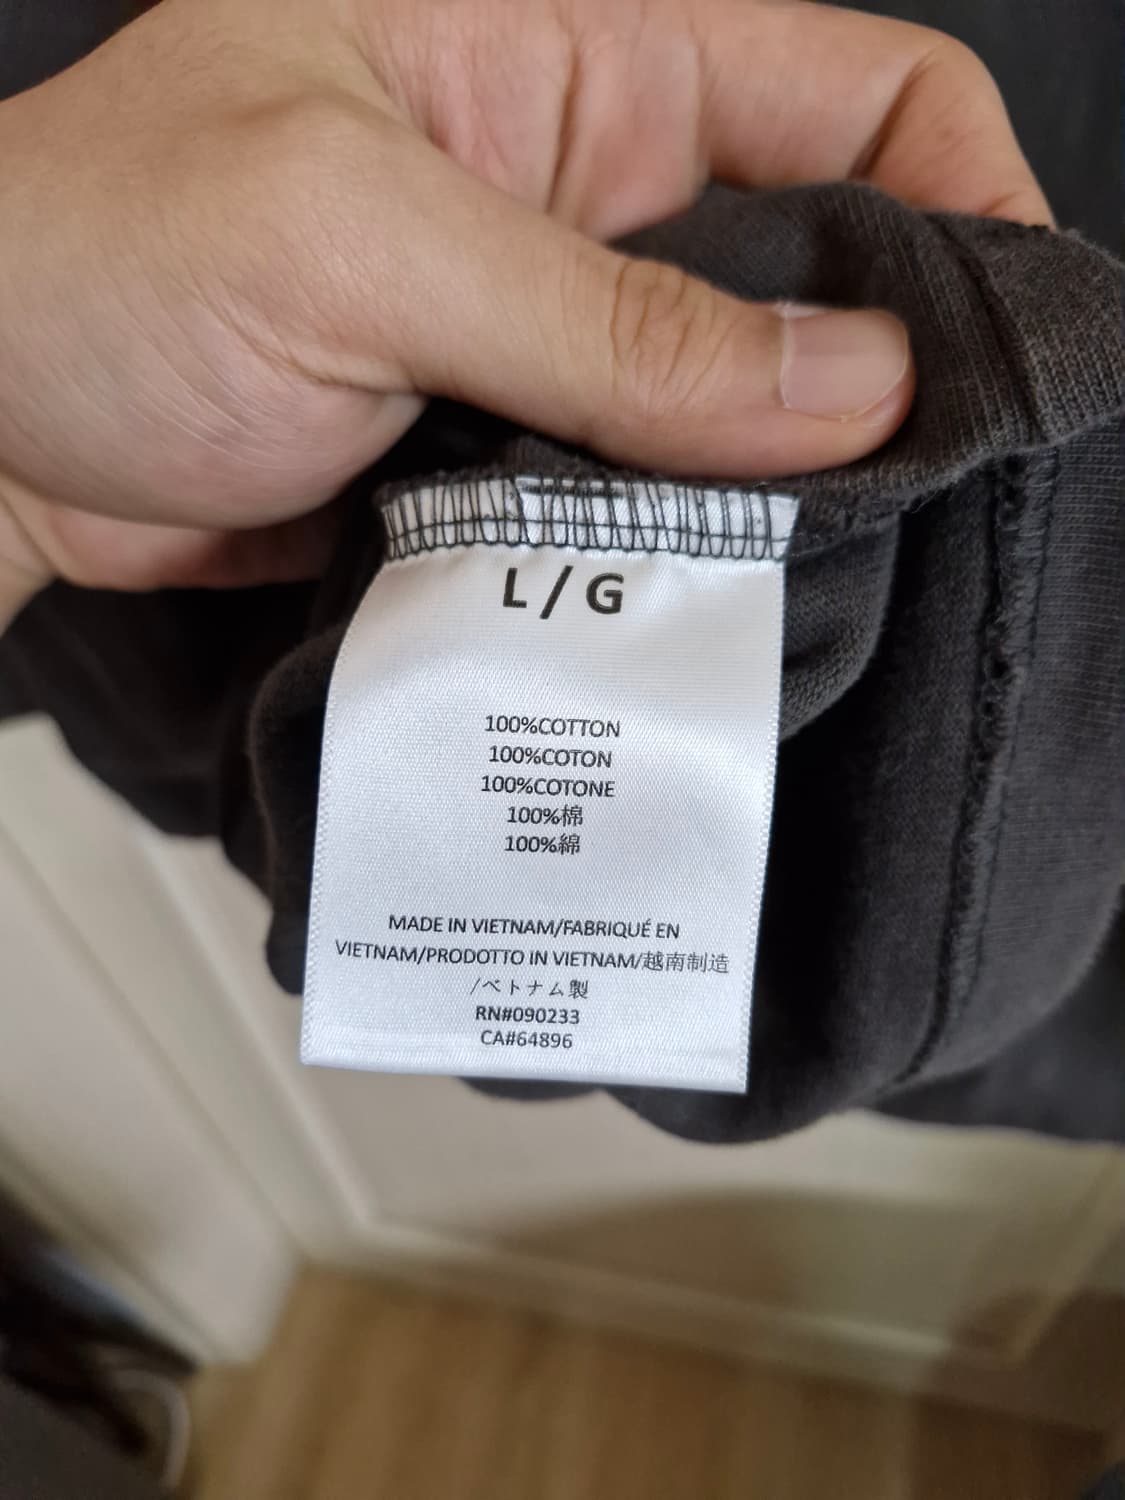 L / G
100%COTTON
100%COTON
100%COTONE
100%棉
100%綿
MADE IN VIETNAM/FABRIQUÉ EN
VIETNAM/PRODOTTO IN VIETNAM/越南制造
/ベトナム製
RN#090233
CA#64896